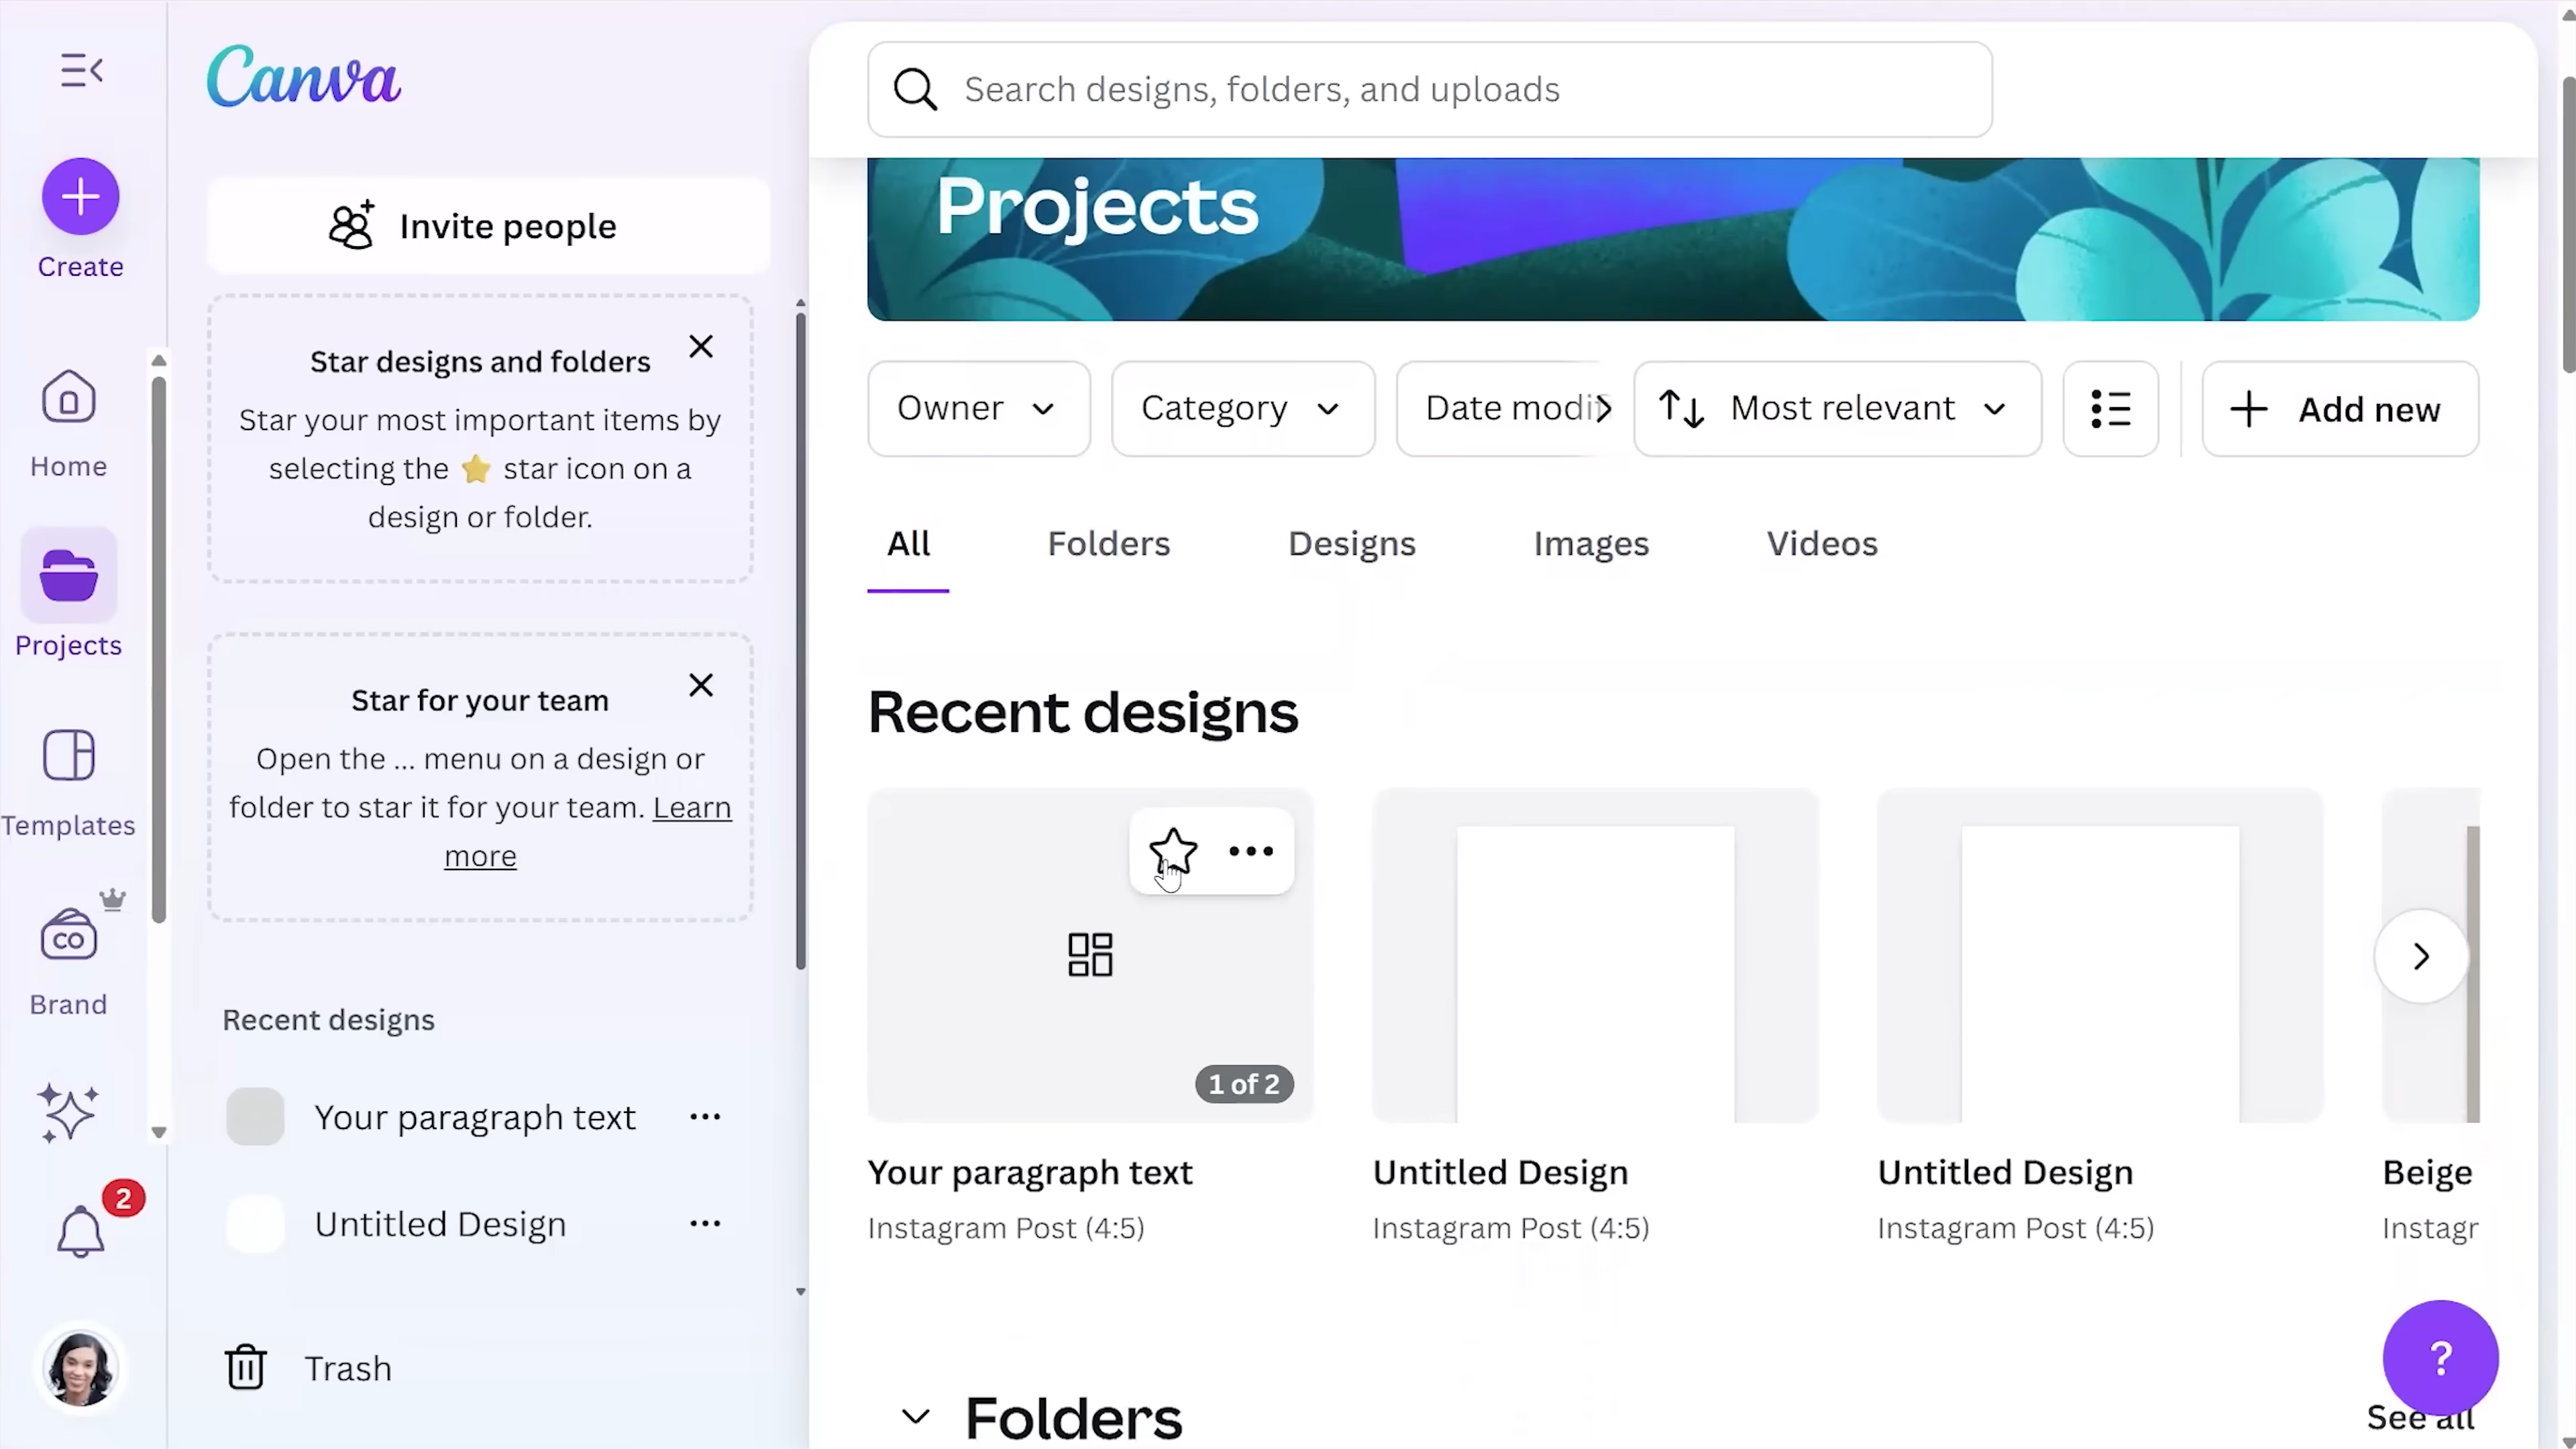 Canva
Create
Home
Projects
Templates
CO
Brand
2
Invite people
Star designs and folders
Star your most important items by
selecting the ⭐ star icon on a
design or folder.
Star for your team
Open the ... menu on a design or
folder to star it for your team. Learn
more
Recent designs
Your paragraph text
Untitled Design
Trash
Search designs, folders, and uploads
Projects
Owner
Category
Date modif
Most relevant
Add new
All
Folders
Designs
Images
Videos
Recent designs
1 of 2
Your paragraph text
Instagram Post (4:5)
Untitled Design
Instagram Post (4:5)
Untitled Design
Instagram Post (4:5)
Beige
Instagr
Folders
See all
?